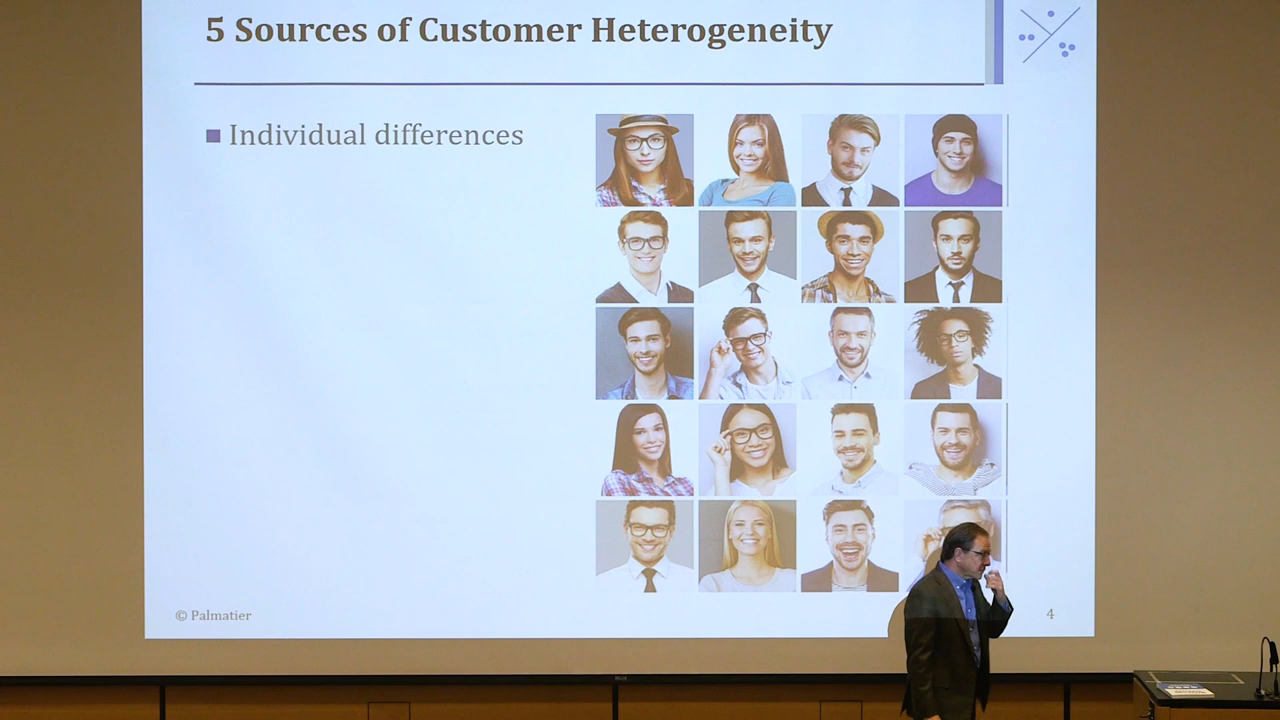 5 Sources of Customer Heterogeneity
Individual differences
© Palmatier
4